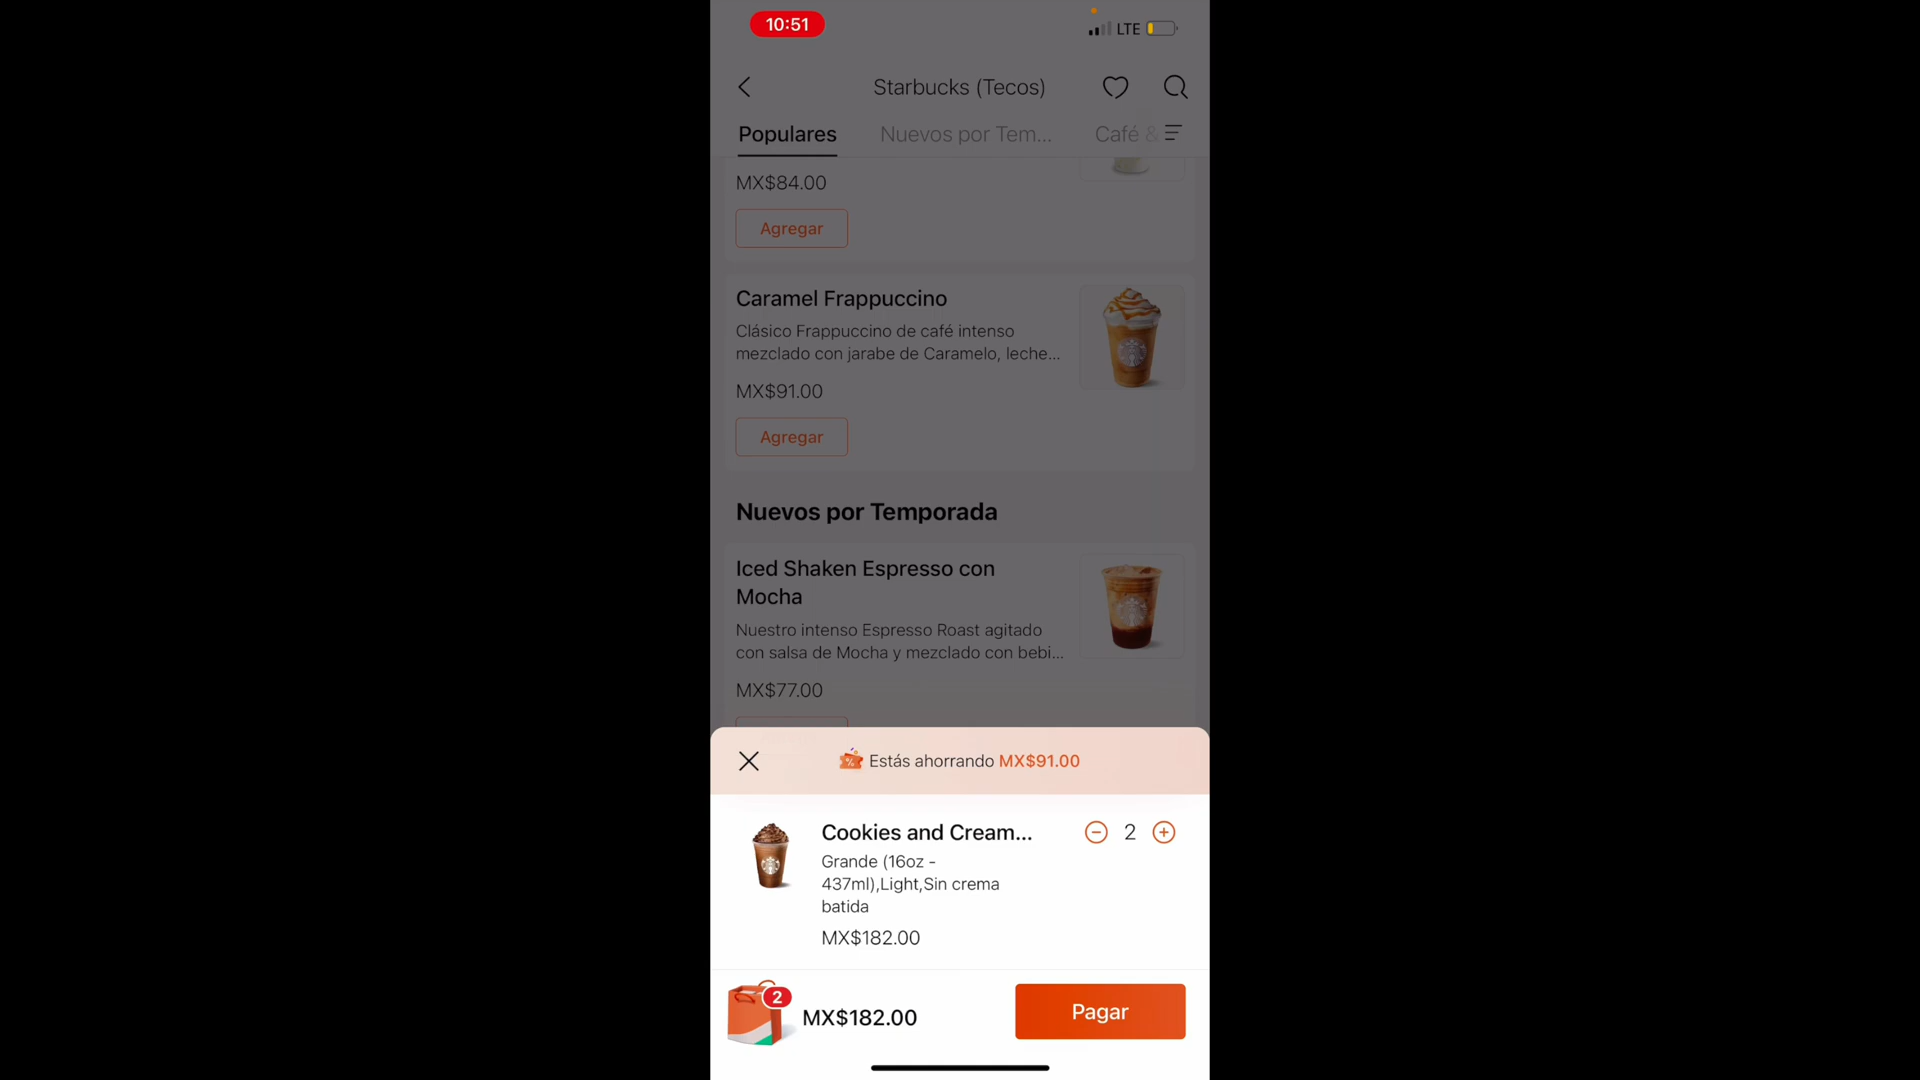 10:51
LTE
Starbucks (Tecos)
Populares
Nuevos por Tem...
Café &
MX$84.00
Agregar
Caramel Frappuccino
Clásico Frappuccino de café intenso
mezclado con jarabe de Caramelo, leche...
MX$91.00
Agregar
Nuevos por Temporada
Iced Shaken Espresso con
Mocha
Nuestro intenso Espresso Roast agitado
con salsa de Mocha y mezclado con bebi...
MX$77.00
Estás ahorrando MX$91.00
Cookies and Cream...
2
Grande (16oz -
437ml),Light,Sin crema
batida
MX$182.00
2
MX$182.00
Pagar